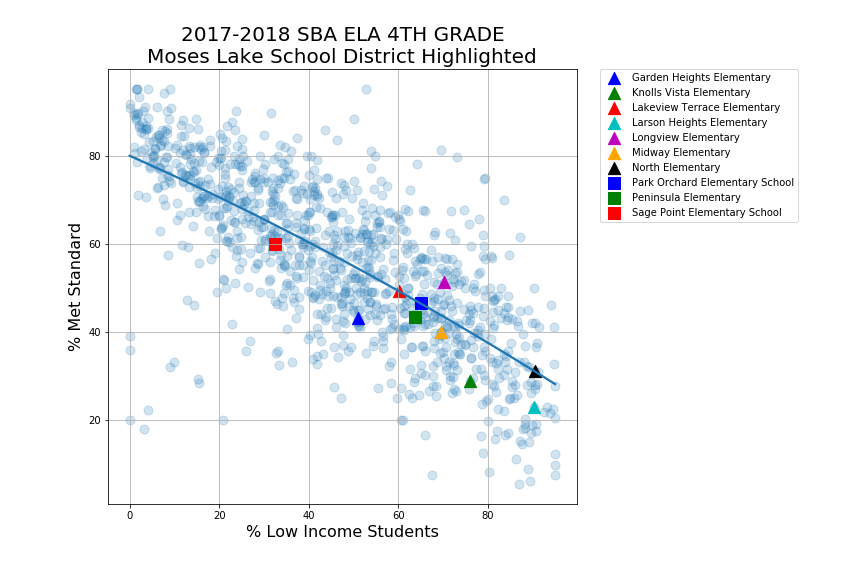 2017-2018 SBA ELA 4TH GRADE
Moses Lake School District Highlighted
% Met Standard
80
60
40
20
0
20
40
60
80
% Low Income Students
Garden Heights Elementary
Knolls Vista Elementary
Lakeview Terrace Elementary
Larson Heights Elementary
Longview Elementary
Midway Elementary
North Elementary
Park Orchard Elementary School
Peninsula Elementary
Sage Point Elementary School